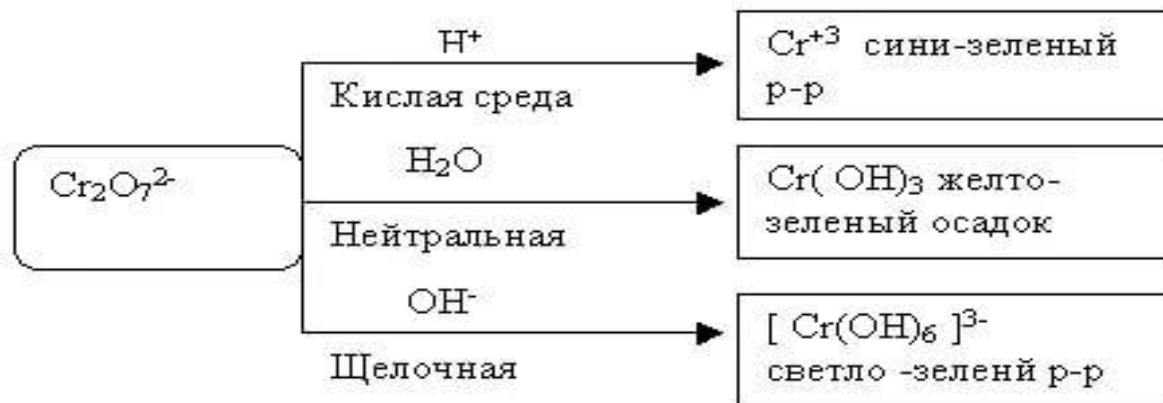 Cr₂O₇²⁻
H⁺
Кислая среда
H₂O
Нейтральная
OH⁻
Щелочная
Cr⁺³ сини-зеленый
р-р
Cr( OH)₃ желто-
зеленый осадок
[ Cr(OH)₆ ]³⁻
светло -зеленй р-р